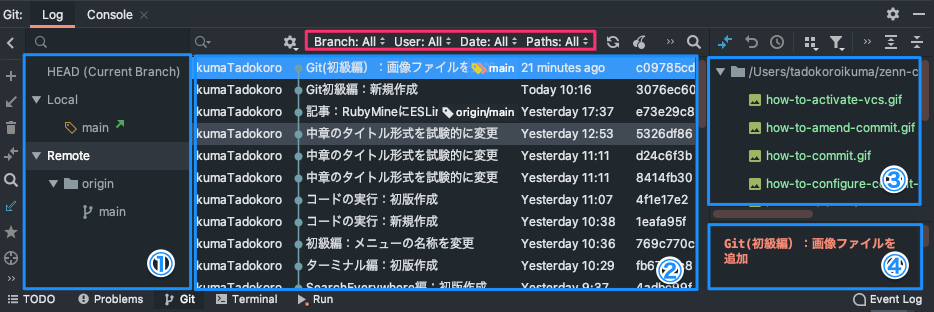 Git: Log Console
Branch: All User: All Date: All Paths: All
HEAD (Current Branch)
Local
main
Remote
origin
main
①
kumaTadokoro Git(初級編）：画像ファイルを main 21 minutes ago c09785cd
kumaTadokoro Git初級編：新規作成 Today 10:16 3076ec60
kumaTadokoro 記事：RubyMineにESLin origin/main Yesterday 17:37 e73e29c8
kumaTadokoro 中章のタイトル形式を試験的に変更 Yesterday 12:53 5326df86
kumaTadokoro 中章のタイトル形式を試験的に変更 Yesterday 11:11 d24c6f3b
kumaTadokoro 中章のタイトル形式を試験的に変更 Yesterday 11:11 8414fb30
kumaTadokoro コードの実行：初版作成 Yesterday 11:07 4f1e17e2
kumaTadokoro コードの実行：新規作成 Yesterday 10:38 1eafa95f
kumaTadokoro 初級編：メニューの名称を変更 Yesterday 10:36 769c770c
kumaTadokoro ターミナル編：初版作成 Yesterday 10:29
kumaTadokoro SearchEverywhere編：初版作成 Yesterday 9:37
②
/Users/tadokoroikuma/zenn-c
how-to-activate-vcs.gif
how-to-amend-commit.gif
how-to-commit.gif
how-to-configure-commit-
③
Git(初級編）：画像ファイルを
追加
④
TODO Problems Git Terminal Run Event Log